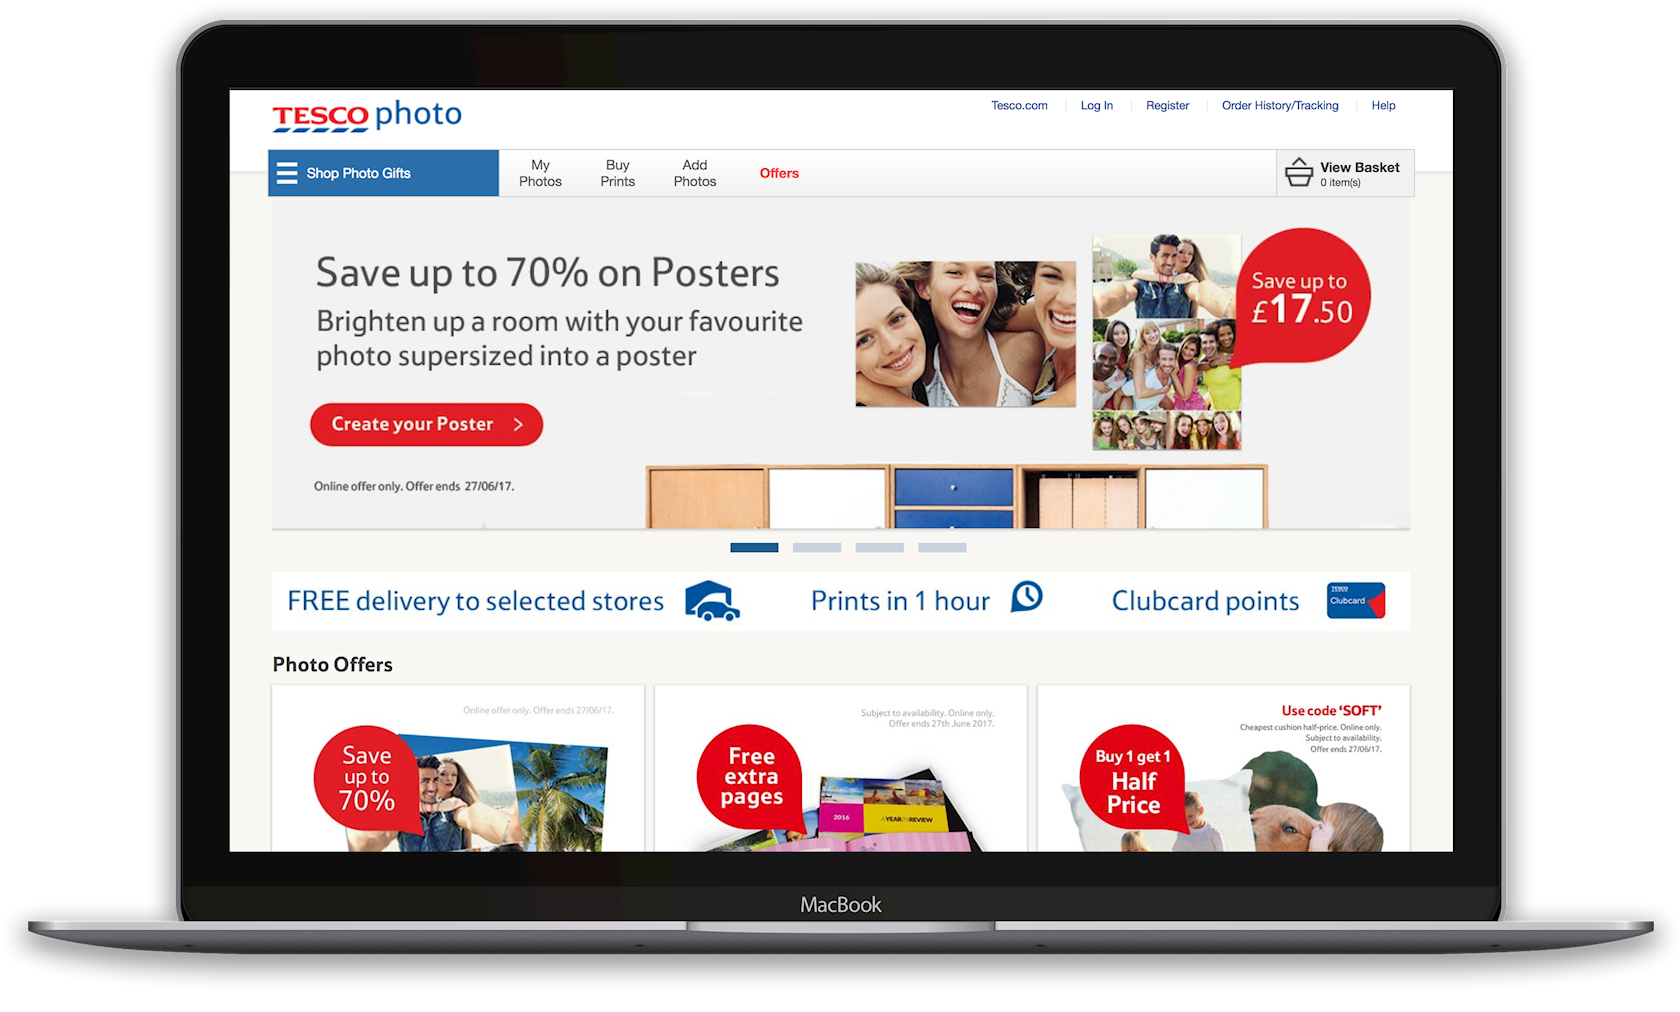 TESCO photo
Tesco.com
Log In
Register
Order History/Tracking
Help
Shop Photo Gifts
My
Photos
Buy
Prints
Add
Photos
Offers
View Basket
0 item(s)
Save up to 70% on Posters
Brighten up a room with your favourite
photo supersized into a poster
Create your Poster
Online offer only. Offer ends 27/06/17.
Save up to
£17.50
FREE delivery to selected stores
Prints in 1 hour
Clubcard points
TESCO
Clubcard
Photo Offers
Online offer only. Offer ends 27/06/17.
Save
up to
70%
Subject to availability. Online only.
Offer ends 27th June 2017.
Free
extra
pages
2016
A YEAR IN REVIEW
Use code ‘SOFT’
Cheapest cushion half-price. Online only.
Subject to availability.
Offer ends 27/06/17.
Buy 1 get 1
Half
Price
MacBook